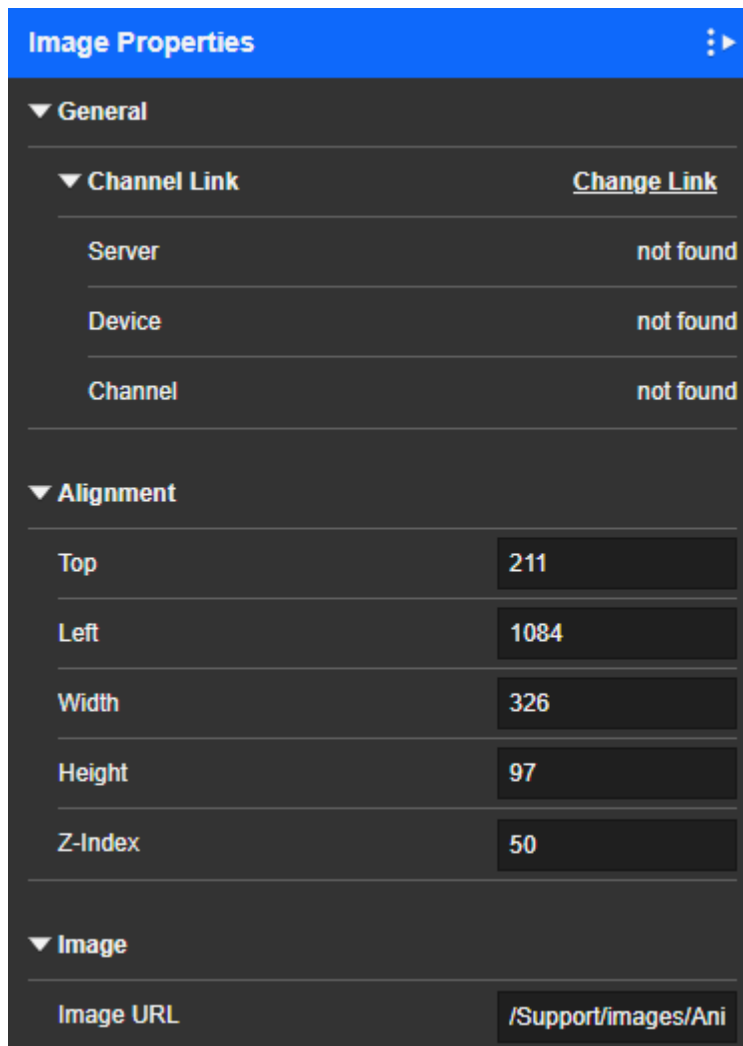 Image Properties
General
Channel Link Change Link
Server not found
Device not found
Channel not found
Alignment
Top 211
Left 1084
Width 326
Height 97
Z-Index 50
Image
Image URL /Support/images/Ani